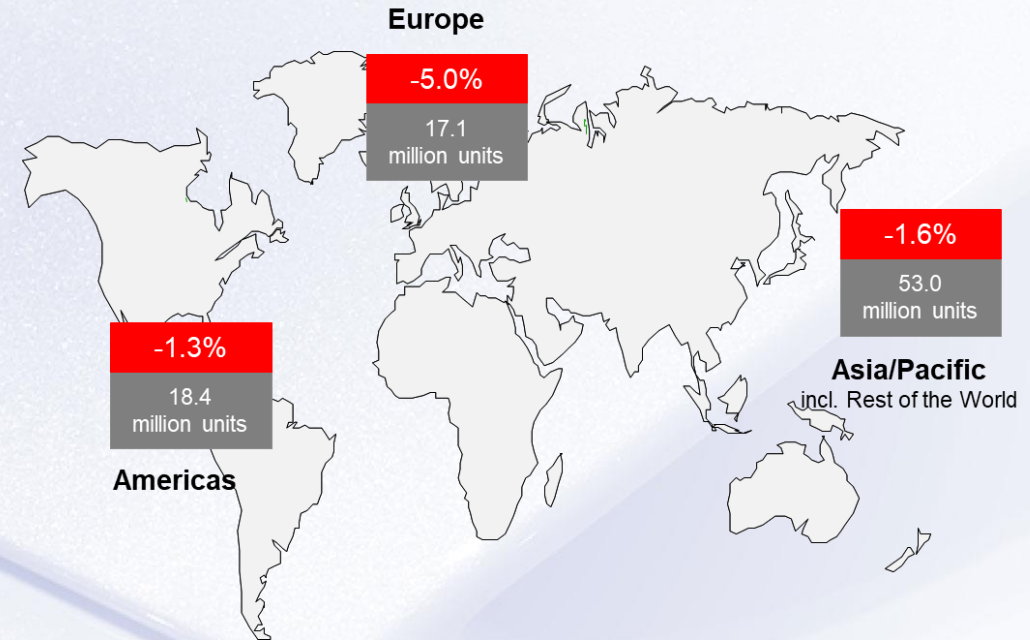 Europe
-5.0%
17.1
million units
-1.6%
53.0
million units
Asia/Pacific
incl. Rest of the World
-1.3%
18.4
million units
Americas